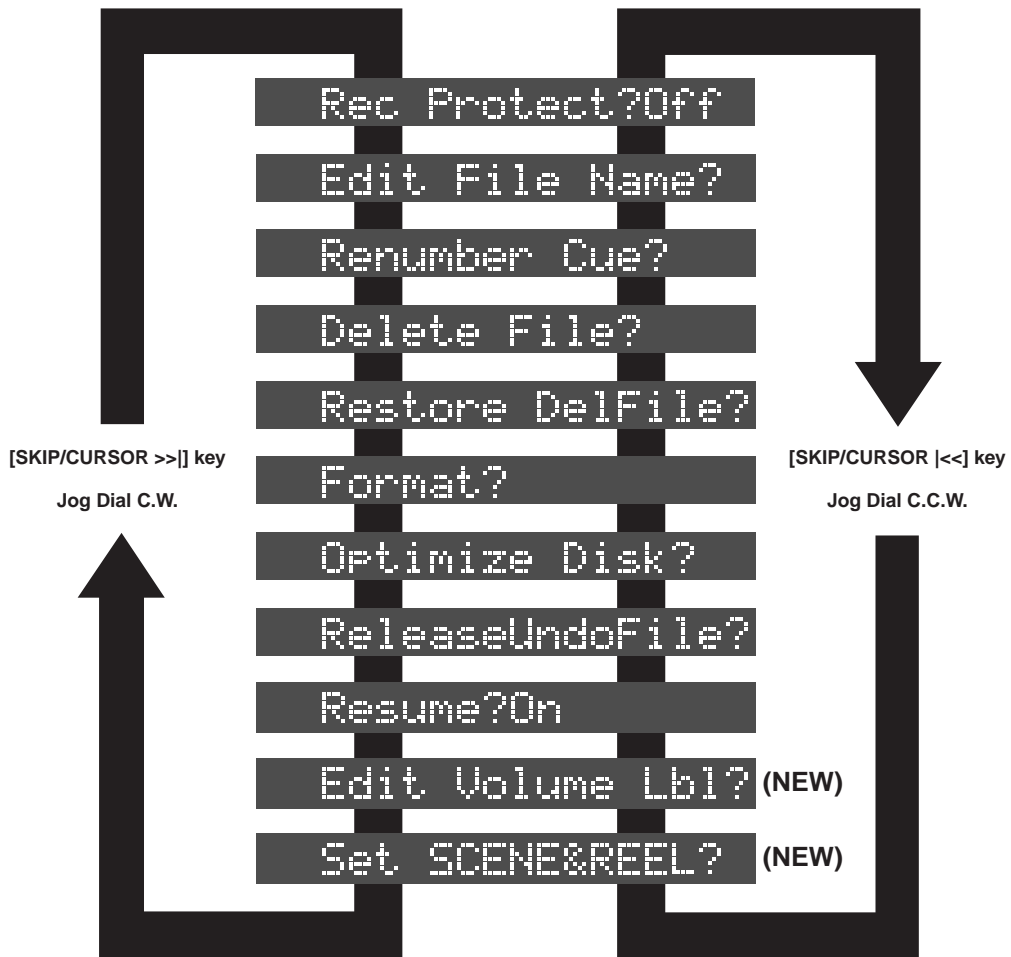 Rec Protect?Off
Edit File Name?
Renumber Cue?
Delete File?
Restore DelFile?
[SKIP/CURSOR >>|] key
Jog Dial C.W.
[SKIP/CURSOR |<<] key
Jog Dial C.C.W.
Format?
Optimize Disk?
ReleaseUndoFile?
Resume?On
Edit Volume Lbl? (NEW)
Set SCENE&REEL? (NEW)